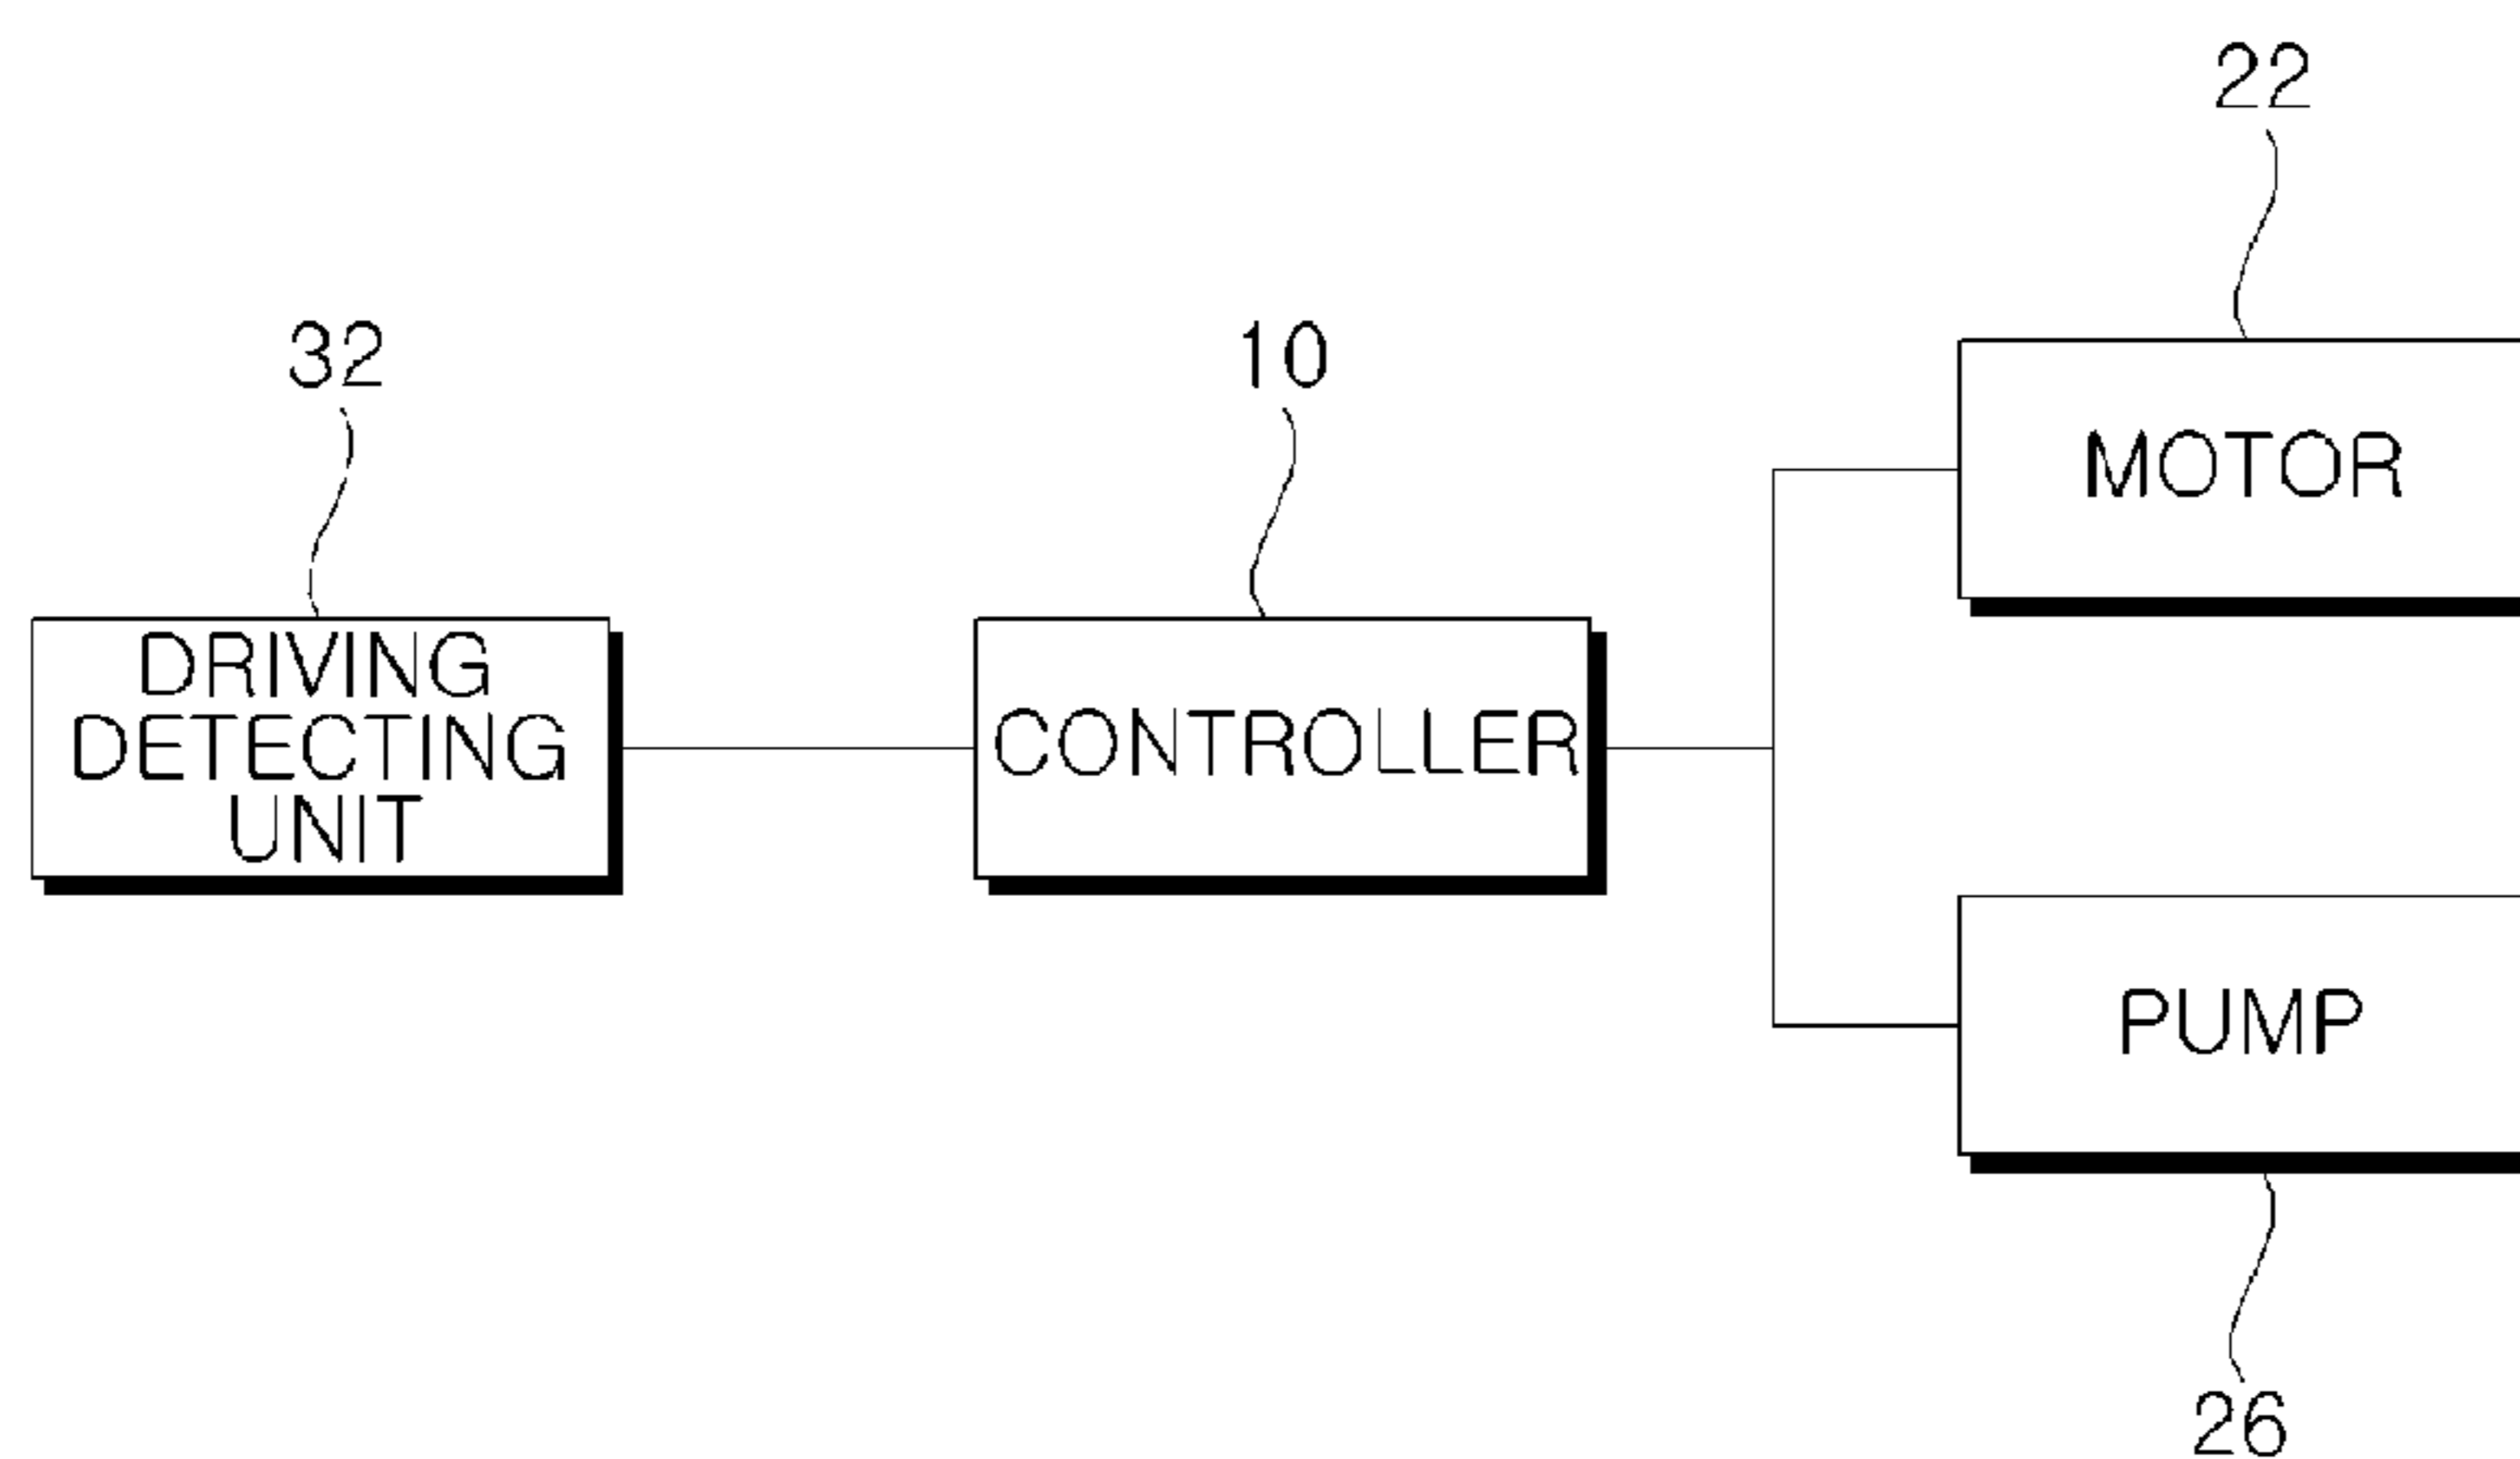 22
32
10
MOTOR
DRIVING
DETECTING
UNIT
CONTROLLER
PUMP
26